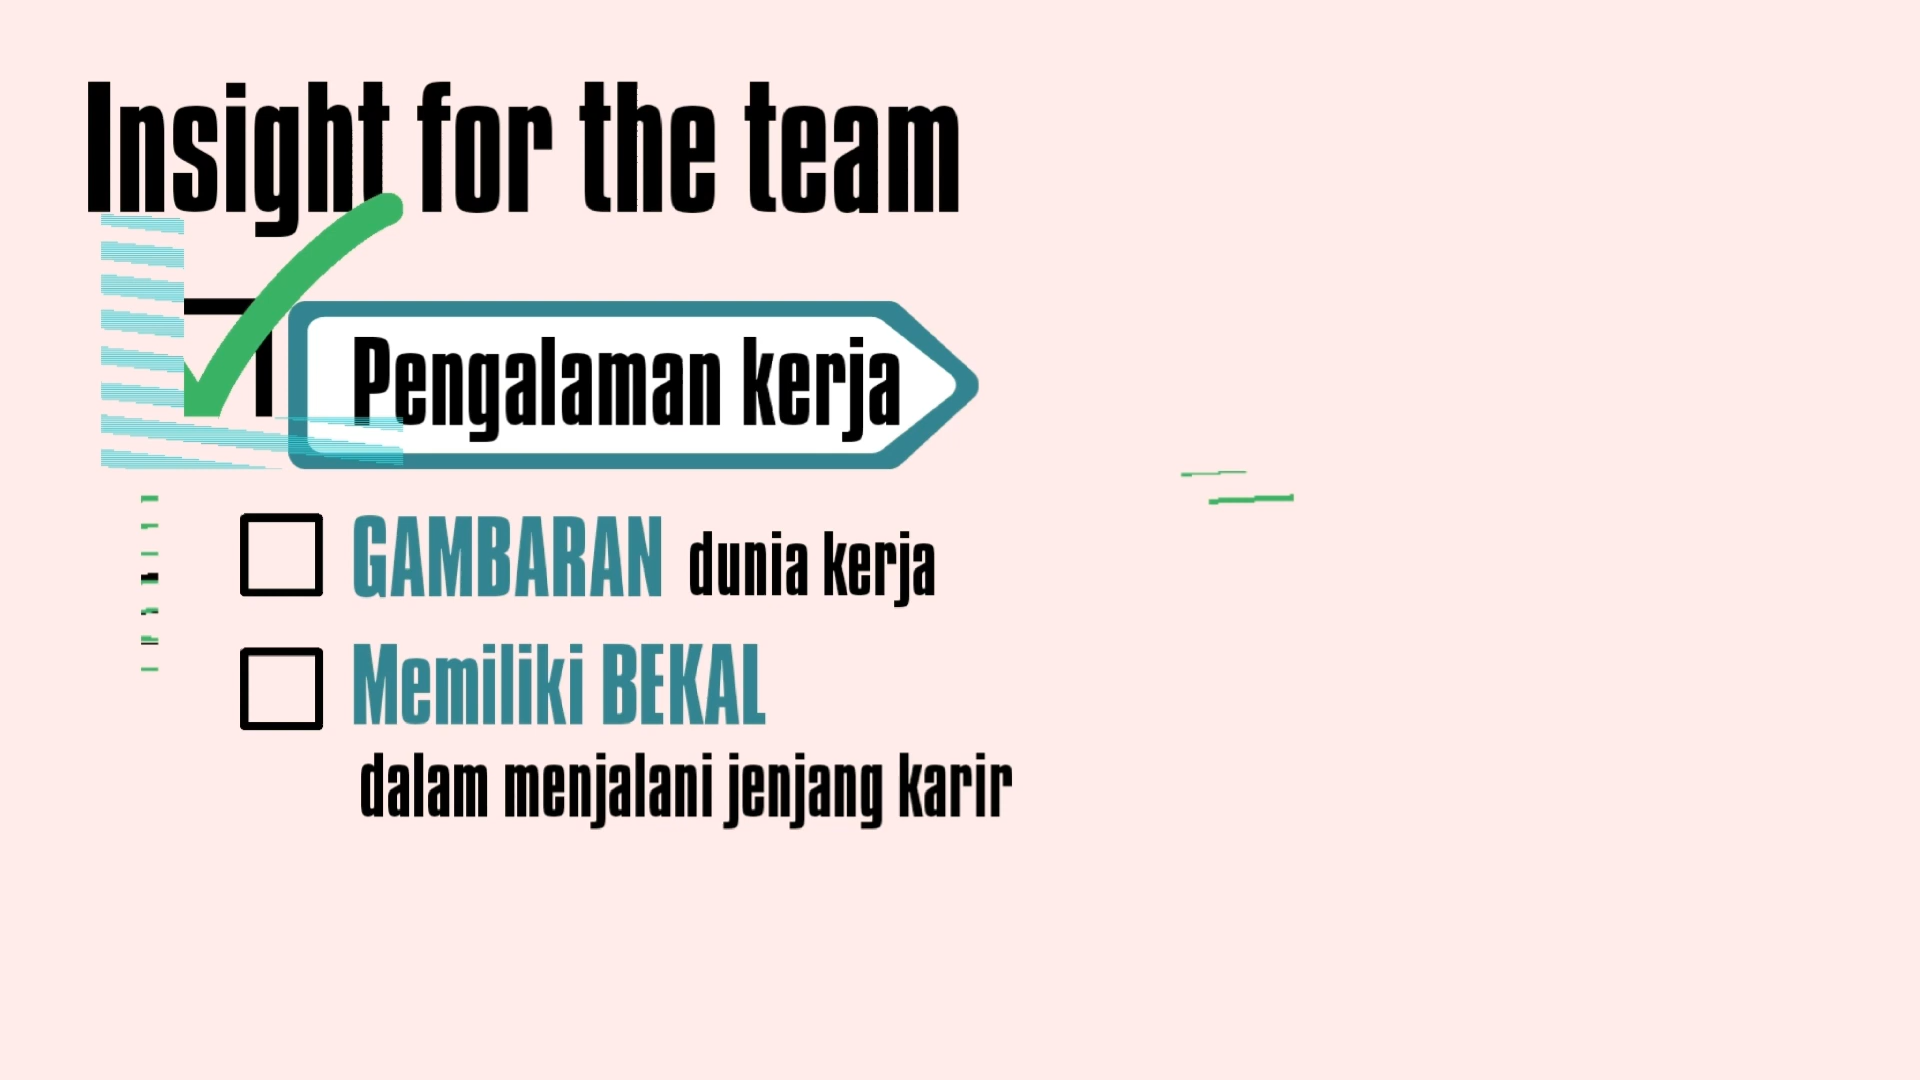 Insight for the team
Pengalaman kerja
GAMBARAN dunia kerja
Memiliki BEKAL
dalam menjalani jenjang karir